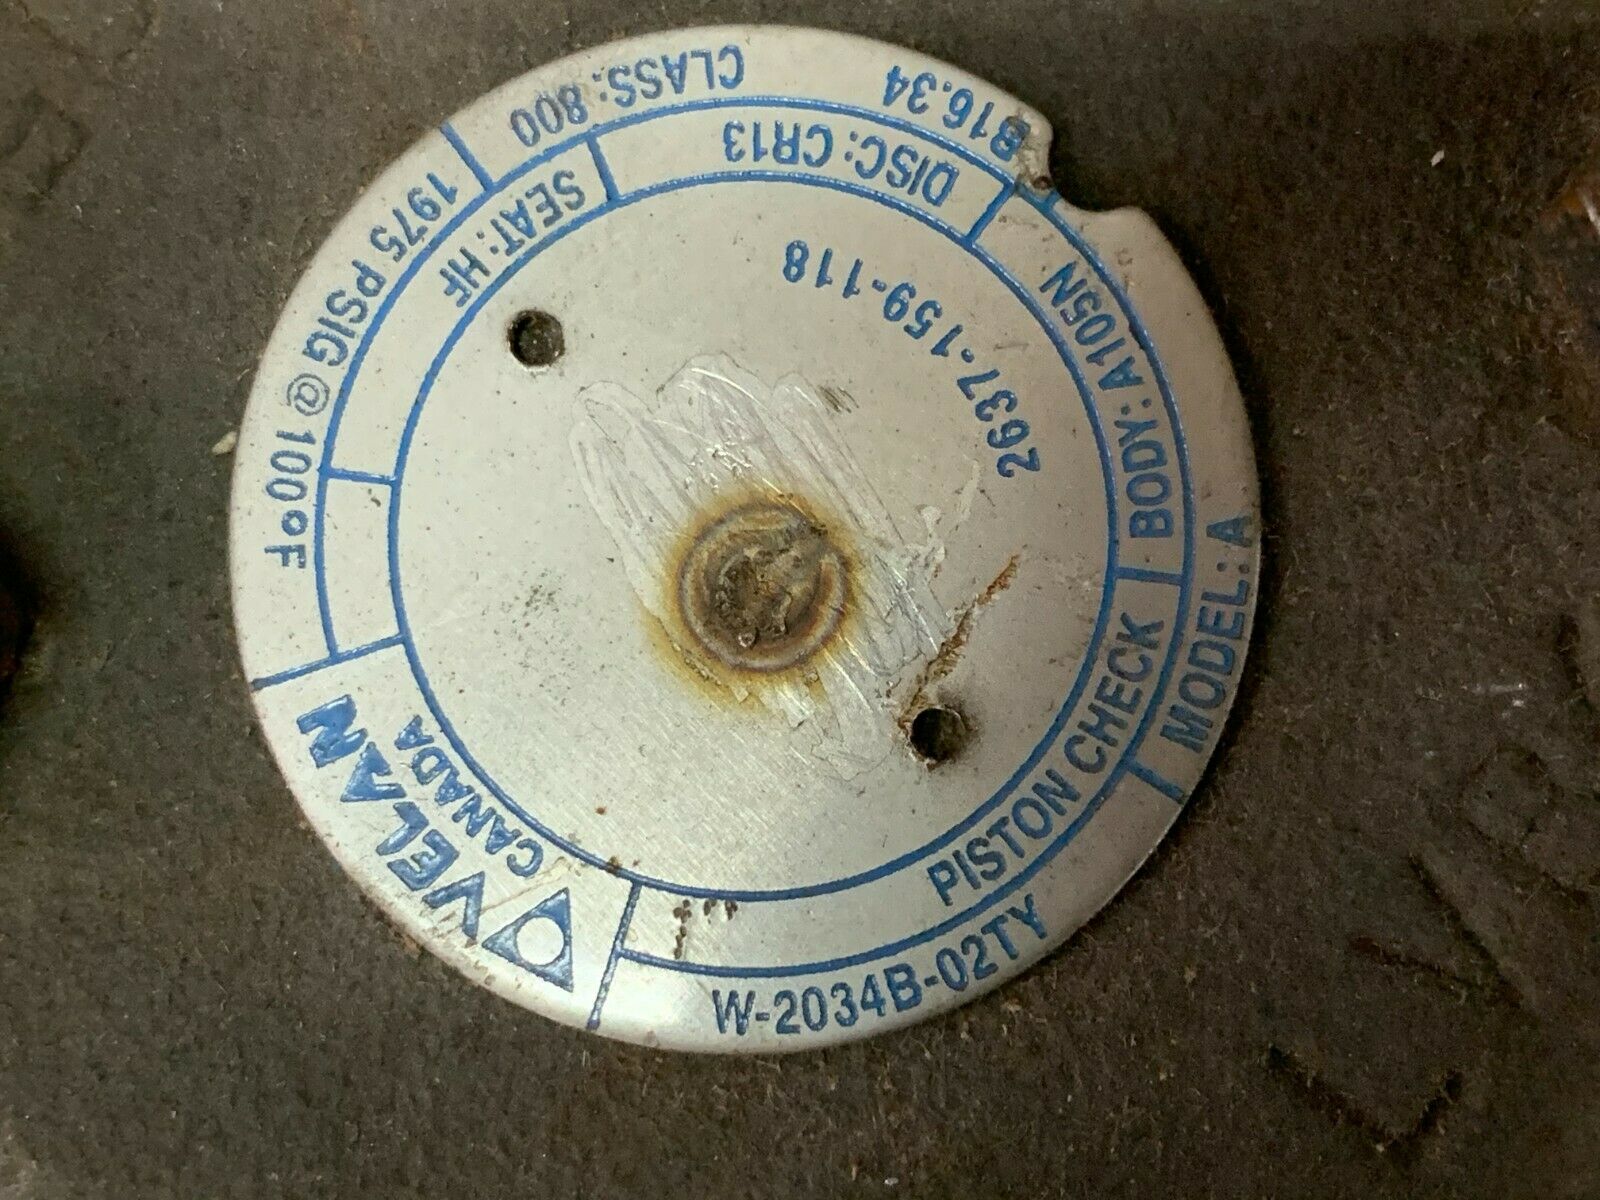 VELAN
CANADA
W-2034B-02TY
1"
PISTON CHECK
MODEL: A
BODY: A105N
B16.34
DISC: CR13
CLASS: 800
SEAT: HF
1975 PSIG @ 100°F
2637-159-118